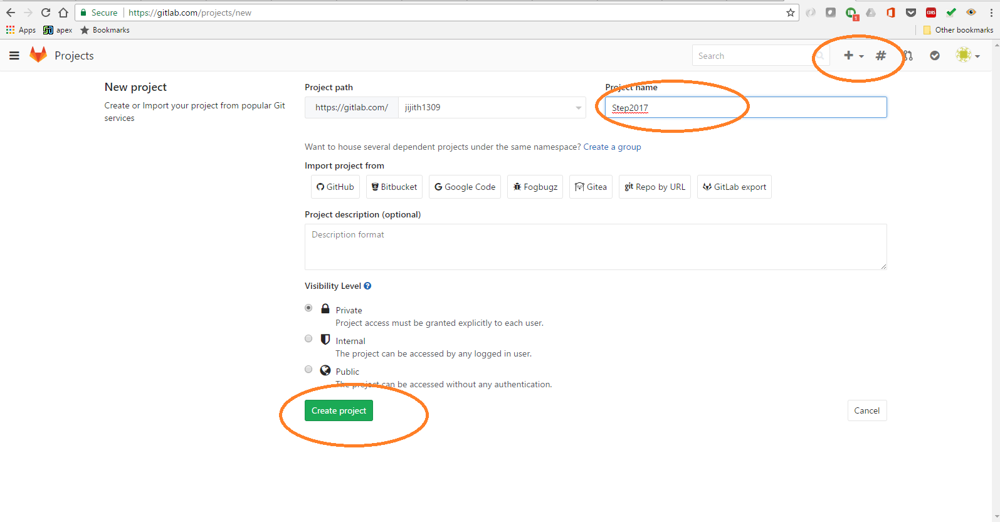 Secure https://gitlab.com/projects/new
1
CORS
Apps apex Bookmarks Other bookmarks
Projects Search
New project
Create or Import your project from popular Git
services
Project path
https://gitlab.com/ jijith1309
Project name
Step2017
Want to house several dependent projects under the same namespace? Create a group
Import project from
GitHub Bitbucket Google Code Fogbugz Gitea git Repo by URL GitLab export
Project description (optional)
Description format
Visibility Level ?
Private
Project access must be granted explicitly to each user.
Internal
The project can be accessed by any logged in user.
Public
The project can be accessed without any authentication.
Create project Cancel